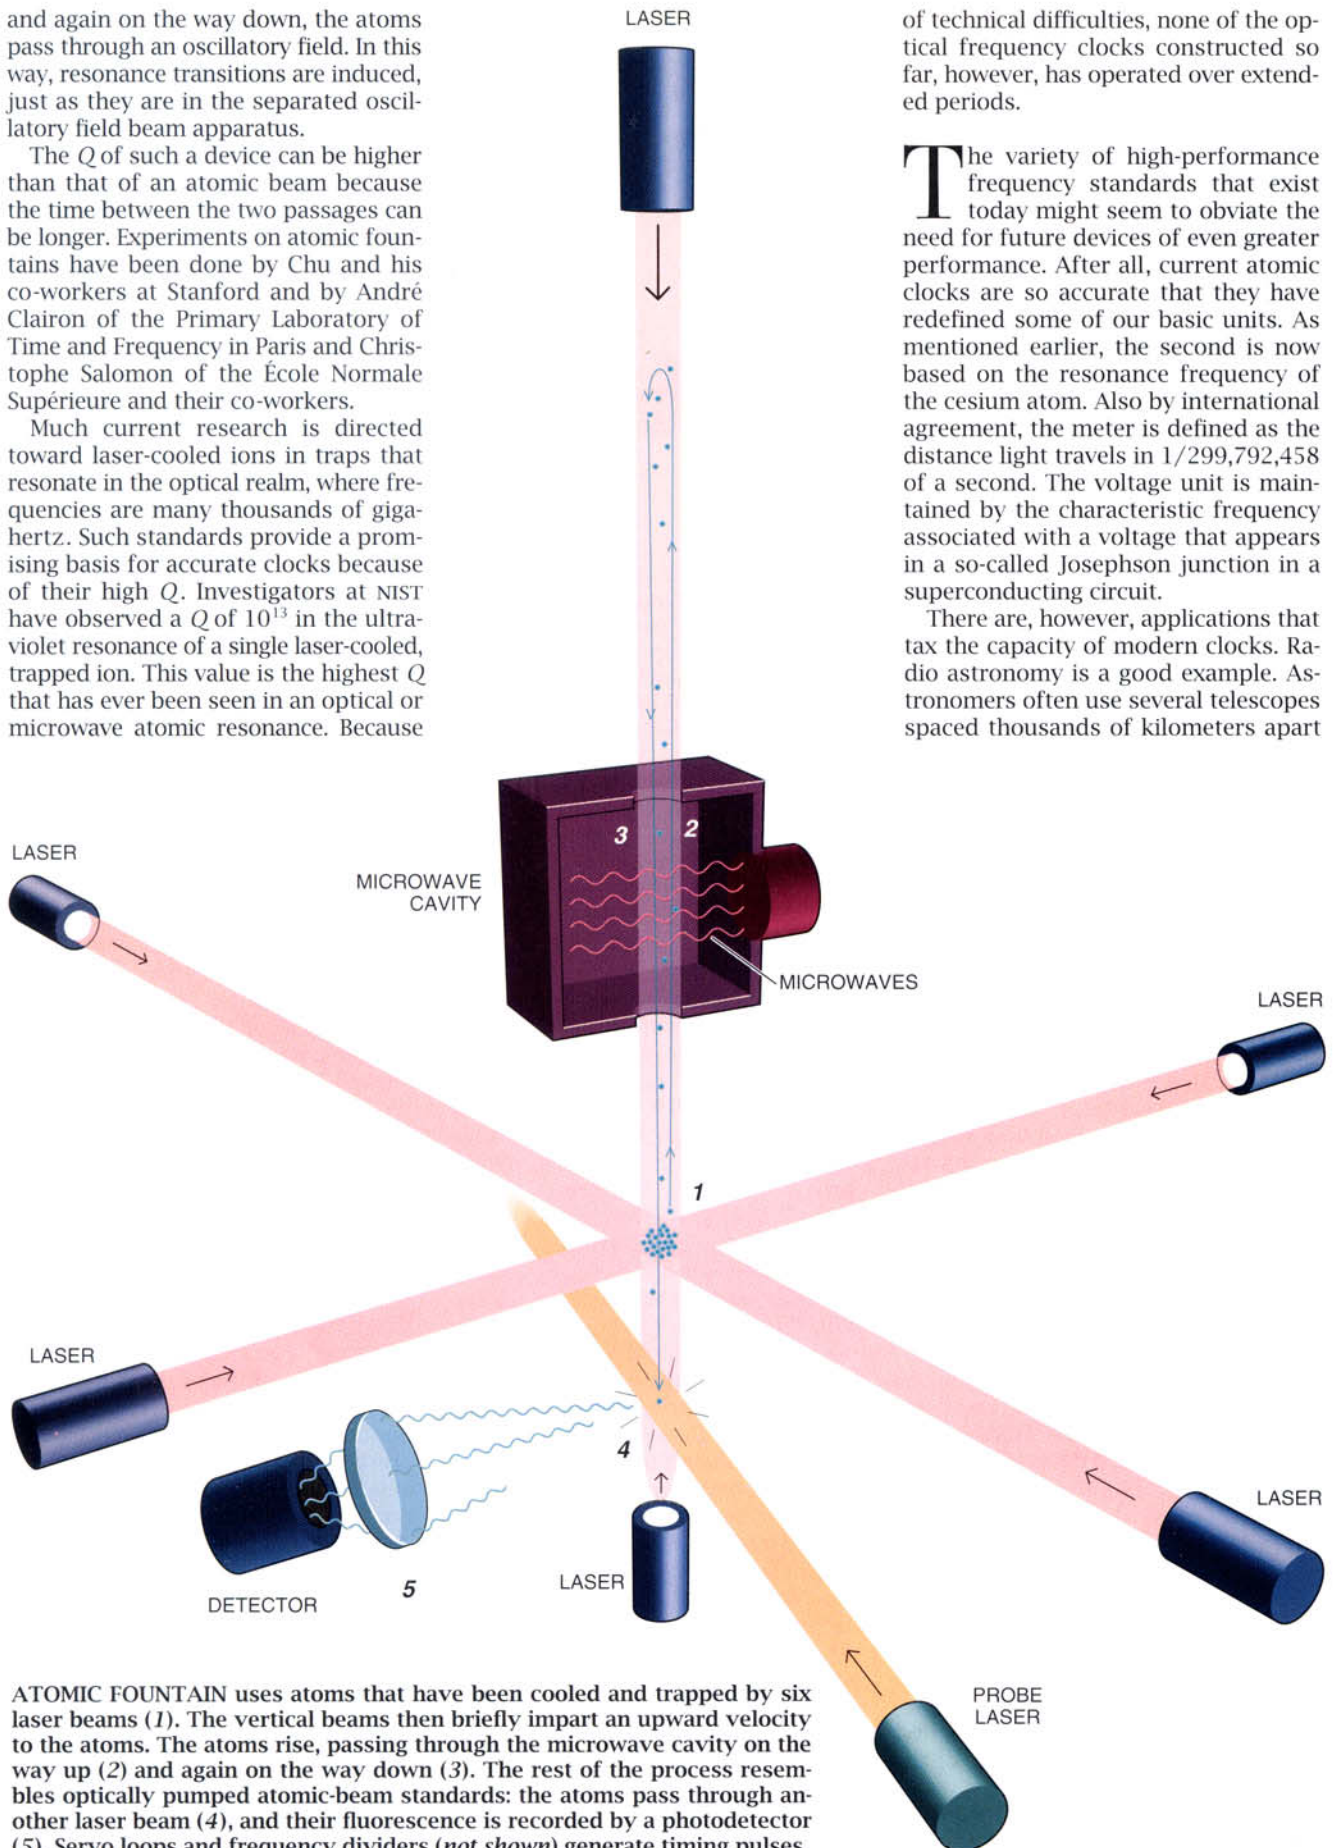 and again on the way down, the atoms
pass through an oscillatory field. In this
way, resonance transitions are induced,
just as they are in the separated oscil-
latory field beam apparatus.
The Q of such a device can be higher
than that of an atomic beam because
the time between the two passages can
be longer. Experiments on atomic foun-
tains have been done by Chu and his
co-workers at Stanford and by André
Clairon of the Primary Laboratory of
Time and Frequency in Paris and Chris-
tophe Salomon of the École Normale
Supérieure and their co-workers.
Much current research is directed
toward laser-cooled ions in traps that
resonate in the optical realm, where fre-
quencies are many thousands of giga-
hertz. Such standards provide a prom-
ising basis for accurate clocks because
of their high Q. Investigators at NIST
have observed a Q of 10¹³ in the ultra-
violet resonance of a single laser-cooled,
trapped ion. This value is the highest Q
that has ever been seen in an optical or
microwave atomic resonance. Because
of technical difficulties, none of the op-
tical frequency clocks constructed so
far, however, has operated over extend-
ed periods.
The variety of high-performance
frequency standards that exist
today might seem to obviate the
need for future devices of even greater
performance. After all, current atomic
clocks are so accurate that they have
redefined some of our basic units. As
mentioned earlier, the second is now
based on the resonance frequency of
the cesium atom. Also by international
agreement, the meter is defined as the
distance light travels in 1/299,792,458
of a second. The voltage unit is main-
tained by the characteristic frequency
associated with a voltage that appears
in a so-called Josephson junction in a
superconducting circuit.
There are, however, applications that
tax the capacity of modern clocks. Ra-
dio astronomy is a good example. As-
tronomers often use several telescopes
spaced thousands of kilometers apart
LASER
3
2
LASER
MICROWAVE
CAVITY
MICROWAVES
LASER
1
LASER
4
LASER
LASER
5
DETECTOR
PROBE
LASER
ATOMIC FOUNTAIN uses atoms that have been cooled and trapped by six
laser beams (1). The vertical beams then briefly impart an upward velocity
to the atoms. The atoms rise, passing through the microwave cavity on the
way up (2) and again on the way down (3). The rest of the process resem-
bles optically pumped atomic-beam standards: the atoms pass through an-
other laser beam (4), and their fluorescence is recorded by a photodetector
(5). Servo loops and frequency dividers (not shown) generate timing pulses.